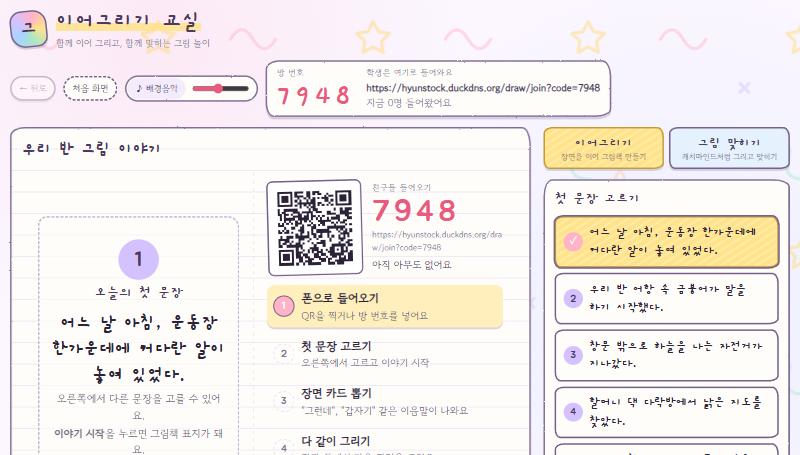 그
이어그리기 교실
함께 이어 그리고, 함께 맞히는 그림 놀이
← 뒤로
처음 화면
♪ 배경음악
방 번호
7948
학생은 여기로 들어와요
https://hyunstock.duckdns.org/draw/join?code=7948
지금 0명 들어왔어요
우리 반 그림 이야기
1
오늘의 첫 문장
어느 날 아침, 운동장
한가운데에 커다란 알이
놓여 있었다.
오른쪽에서 다른 문장을 고를 수 있어
요.
이야기 시작을 누르면 그림책 표지가 돼
요.
친구들 들어오기
7948
https://hyunstock.duckdns.org/dra
w/join?code=7948
아직 아무도 없어요
1 폰으로 들어오기
QR을 찍거나 방 번호를 넣어요
2 첫 문장 고르기
오른쪽에서 고르고 이야기 시작
3 장면 카드 뽑기
"그런데", "갑자기" 같은 이음말이 나와요
4 다 같이 그리기
이어그리기
장면을 이어 그림책 만들기
그림 맞히기
캐치마인드처럼 그리고 맞히기
첫 문장 고르기
✓ 어느 날 아침, 운동장 한가운데에
커다란 알이 놓여 있었다.
2 우리 반 어항 속 금붕어가 말을
하기 시작했다.
3 창문 밖으로 하늘을 나는 자전거가
지나갔다.
4 할머니 댁 다락방에서 낡은 지도를
찾았다.